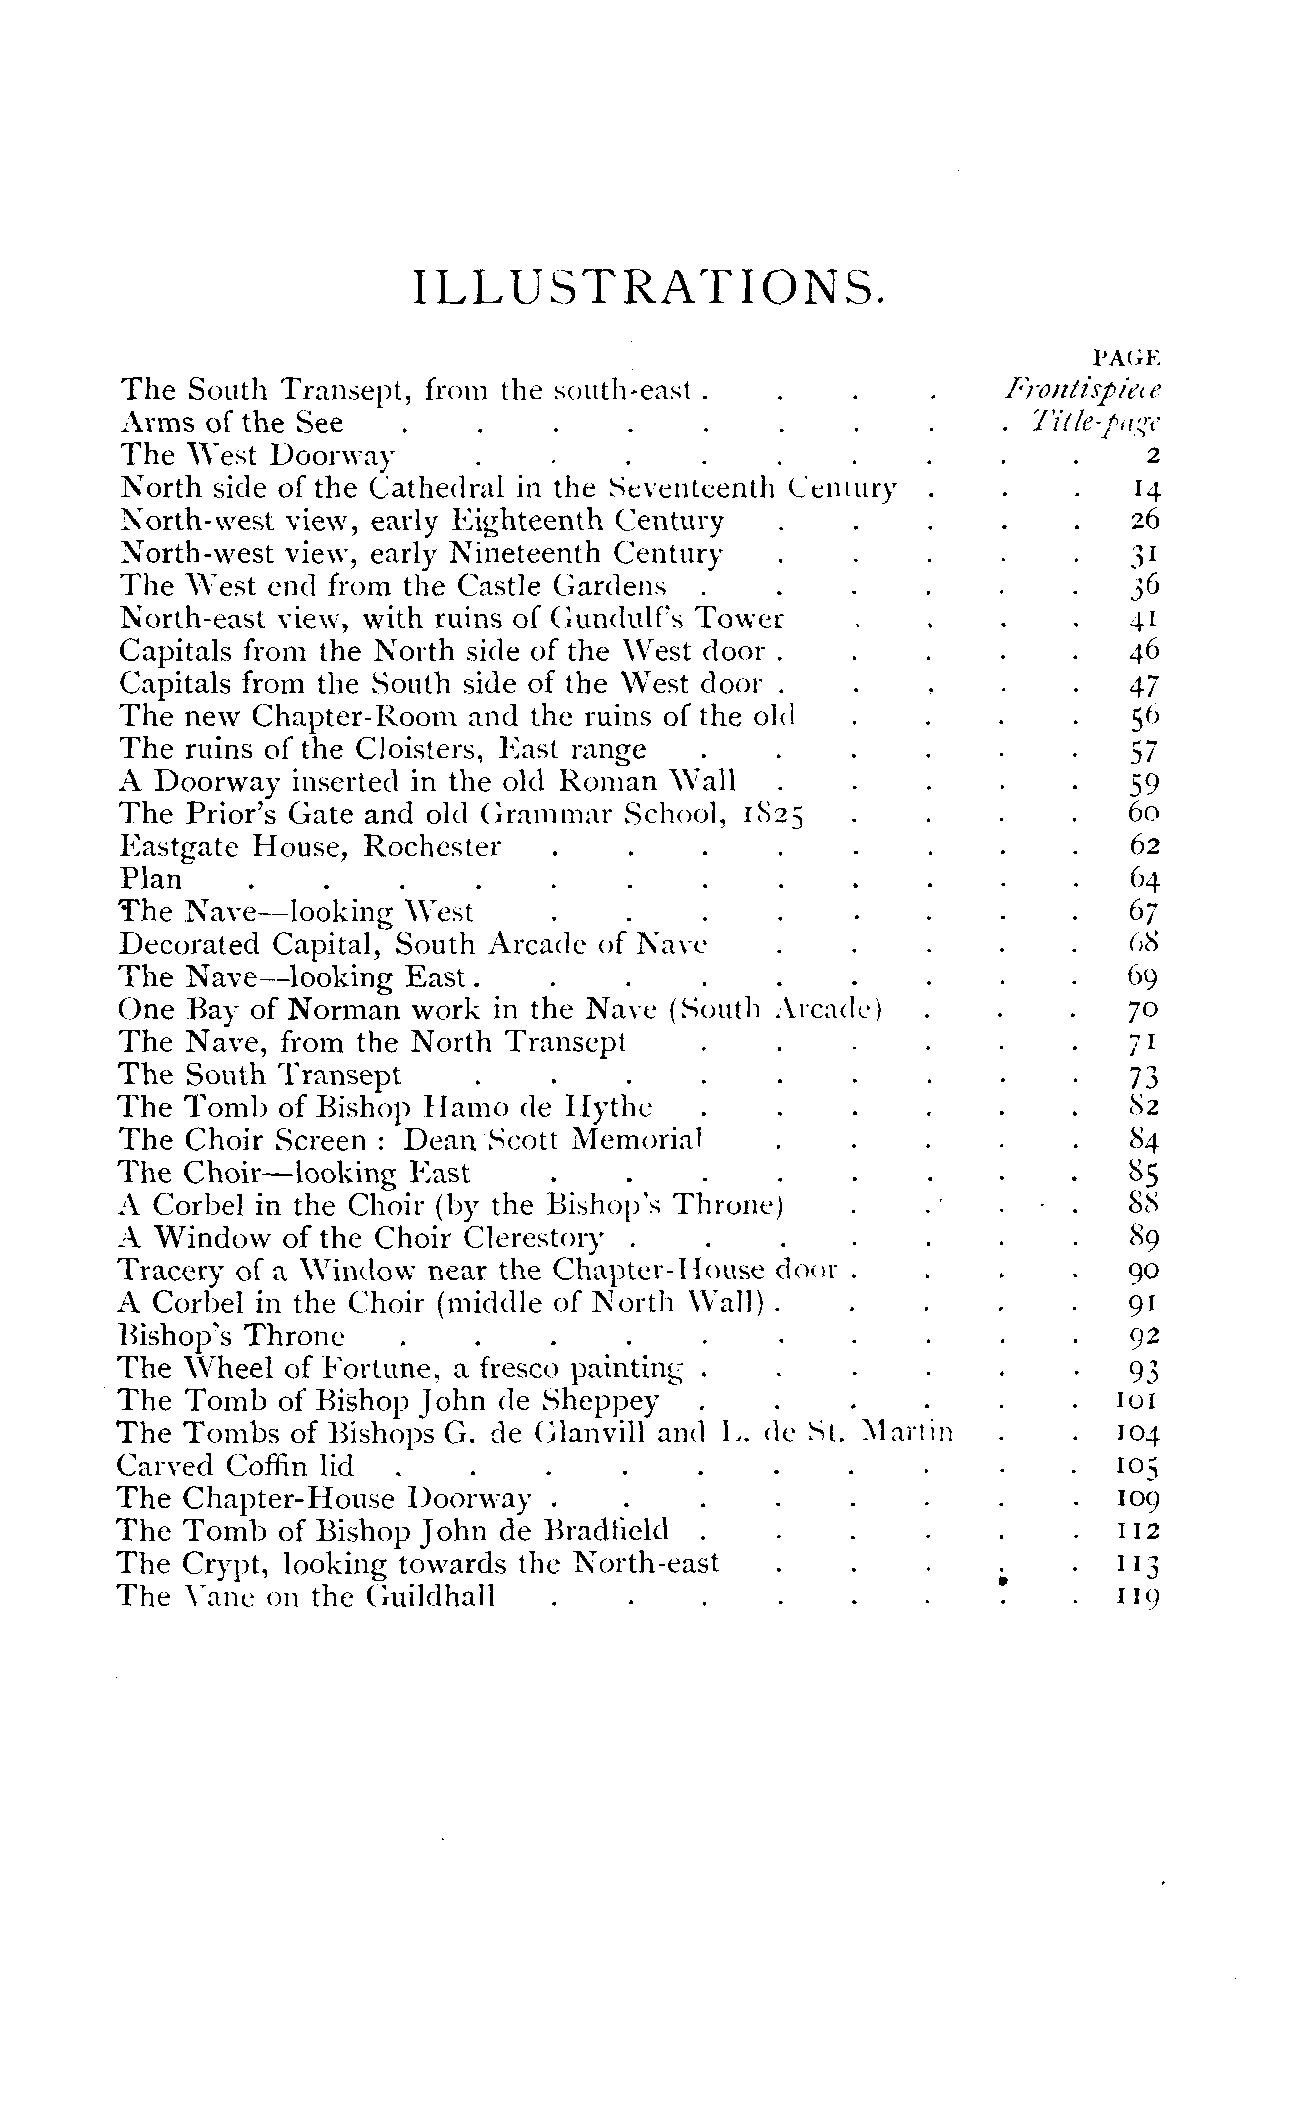 ILLUSTRATIONS.
PAGE
The South Transept, from the south-east . . . . Frontispiece
Arms of the See . . . . . . . . . Title-page
The West Doorway . . . . . . . . . 2
North side of the Cathedral in the Seventeenth Century . . . 14
North-west view, early Eighteenth Century . . . . . 26
North-west view, early Nineteenth Century . . . . . 31
The West end from the Castle Gardens . . . . . . 36
North-east view, with ruins of Gundulf's Tower . . . . 41
Capitals from the North side of the West door . . . . . 46
Capitals from the South side of the West door . . . . . 47
The new Chapter-Room and the ruins of the old . . . . 56
The ruins of the Cloisters, East range . . . . . . 57
A Doorway inserted in the old Roman Wall . . . . . 59
The Prior's Gate and old Grammar School, 1825 . . . . 60
Eastgate House, Rochester . . . . . . . . 62
Plan . . . . . . . . . . . . 64
The Nave—looking West . . . . . . . . 67
Decorated Capital, South Arcade of Nave . . . . . 68
The Nave—looking East . . . . . . . . . 69
One Bay of Norman work in the Nave (South Arcade) . . . 70
The Nave, from the North Transept . . . . . . 71
The South Transept . . . . . . . . . 73
The Tomb of Bishop Hamo de Hythe . . . . . . 82
The Choir Screen : Dean Scott Memorial . . . . . 84
The Choir—looking East . . . . . . . . 85
A Corbel in the Choir (by the Bishop's Throne) . . . . 88
A Window of the Choir Clerestory . . . . . . . 89
Tracery of a Window near the Chapter-House door . . . . 90
A Corbel in the Choir (middle of North Wall) . . . . . 91
Bishop's Throne . . . . . . . . . . 92
The Wheel of Fortune, a fresco painting . . . . . . 93
The Tomb of Bishop John de Sheppey . . . . . . 101
The Tombs of Bishops G. de Glanvill and L. de St. Martin . . 104
Carved Coffin lid . . . . . . . . . . 105
The Chapter-House Doorway . . . . . . . . 109
The Tomb of Bishop John de Bradfield . . . . . . 112
The Crypt, looking towards the North-east . . . . . 113
The Vane on the Guildhall . . . . . . . . 119